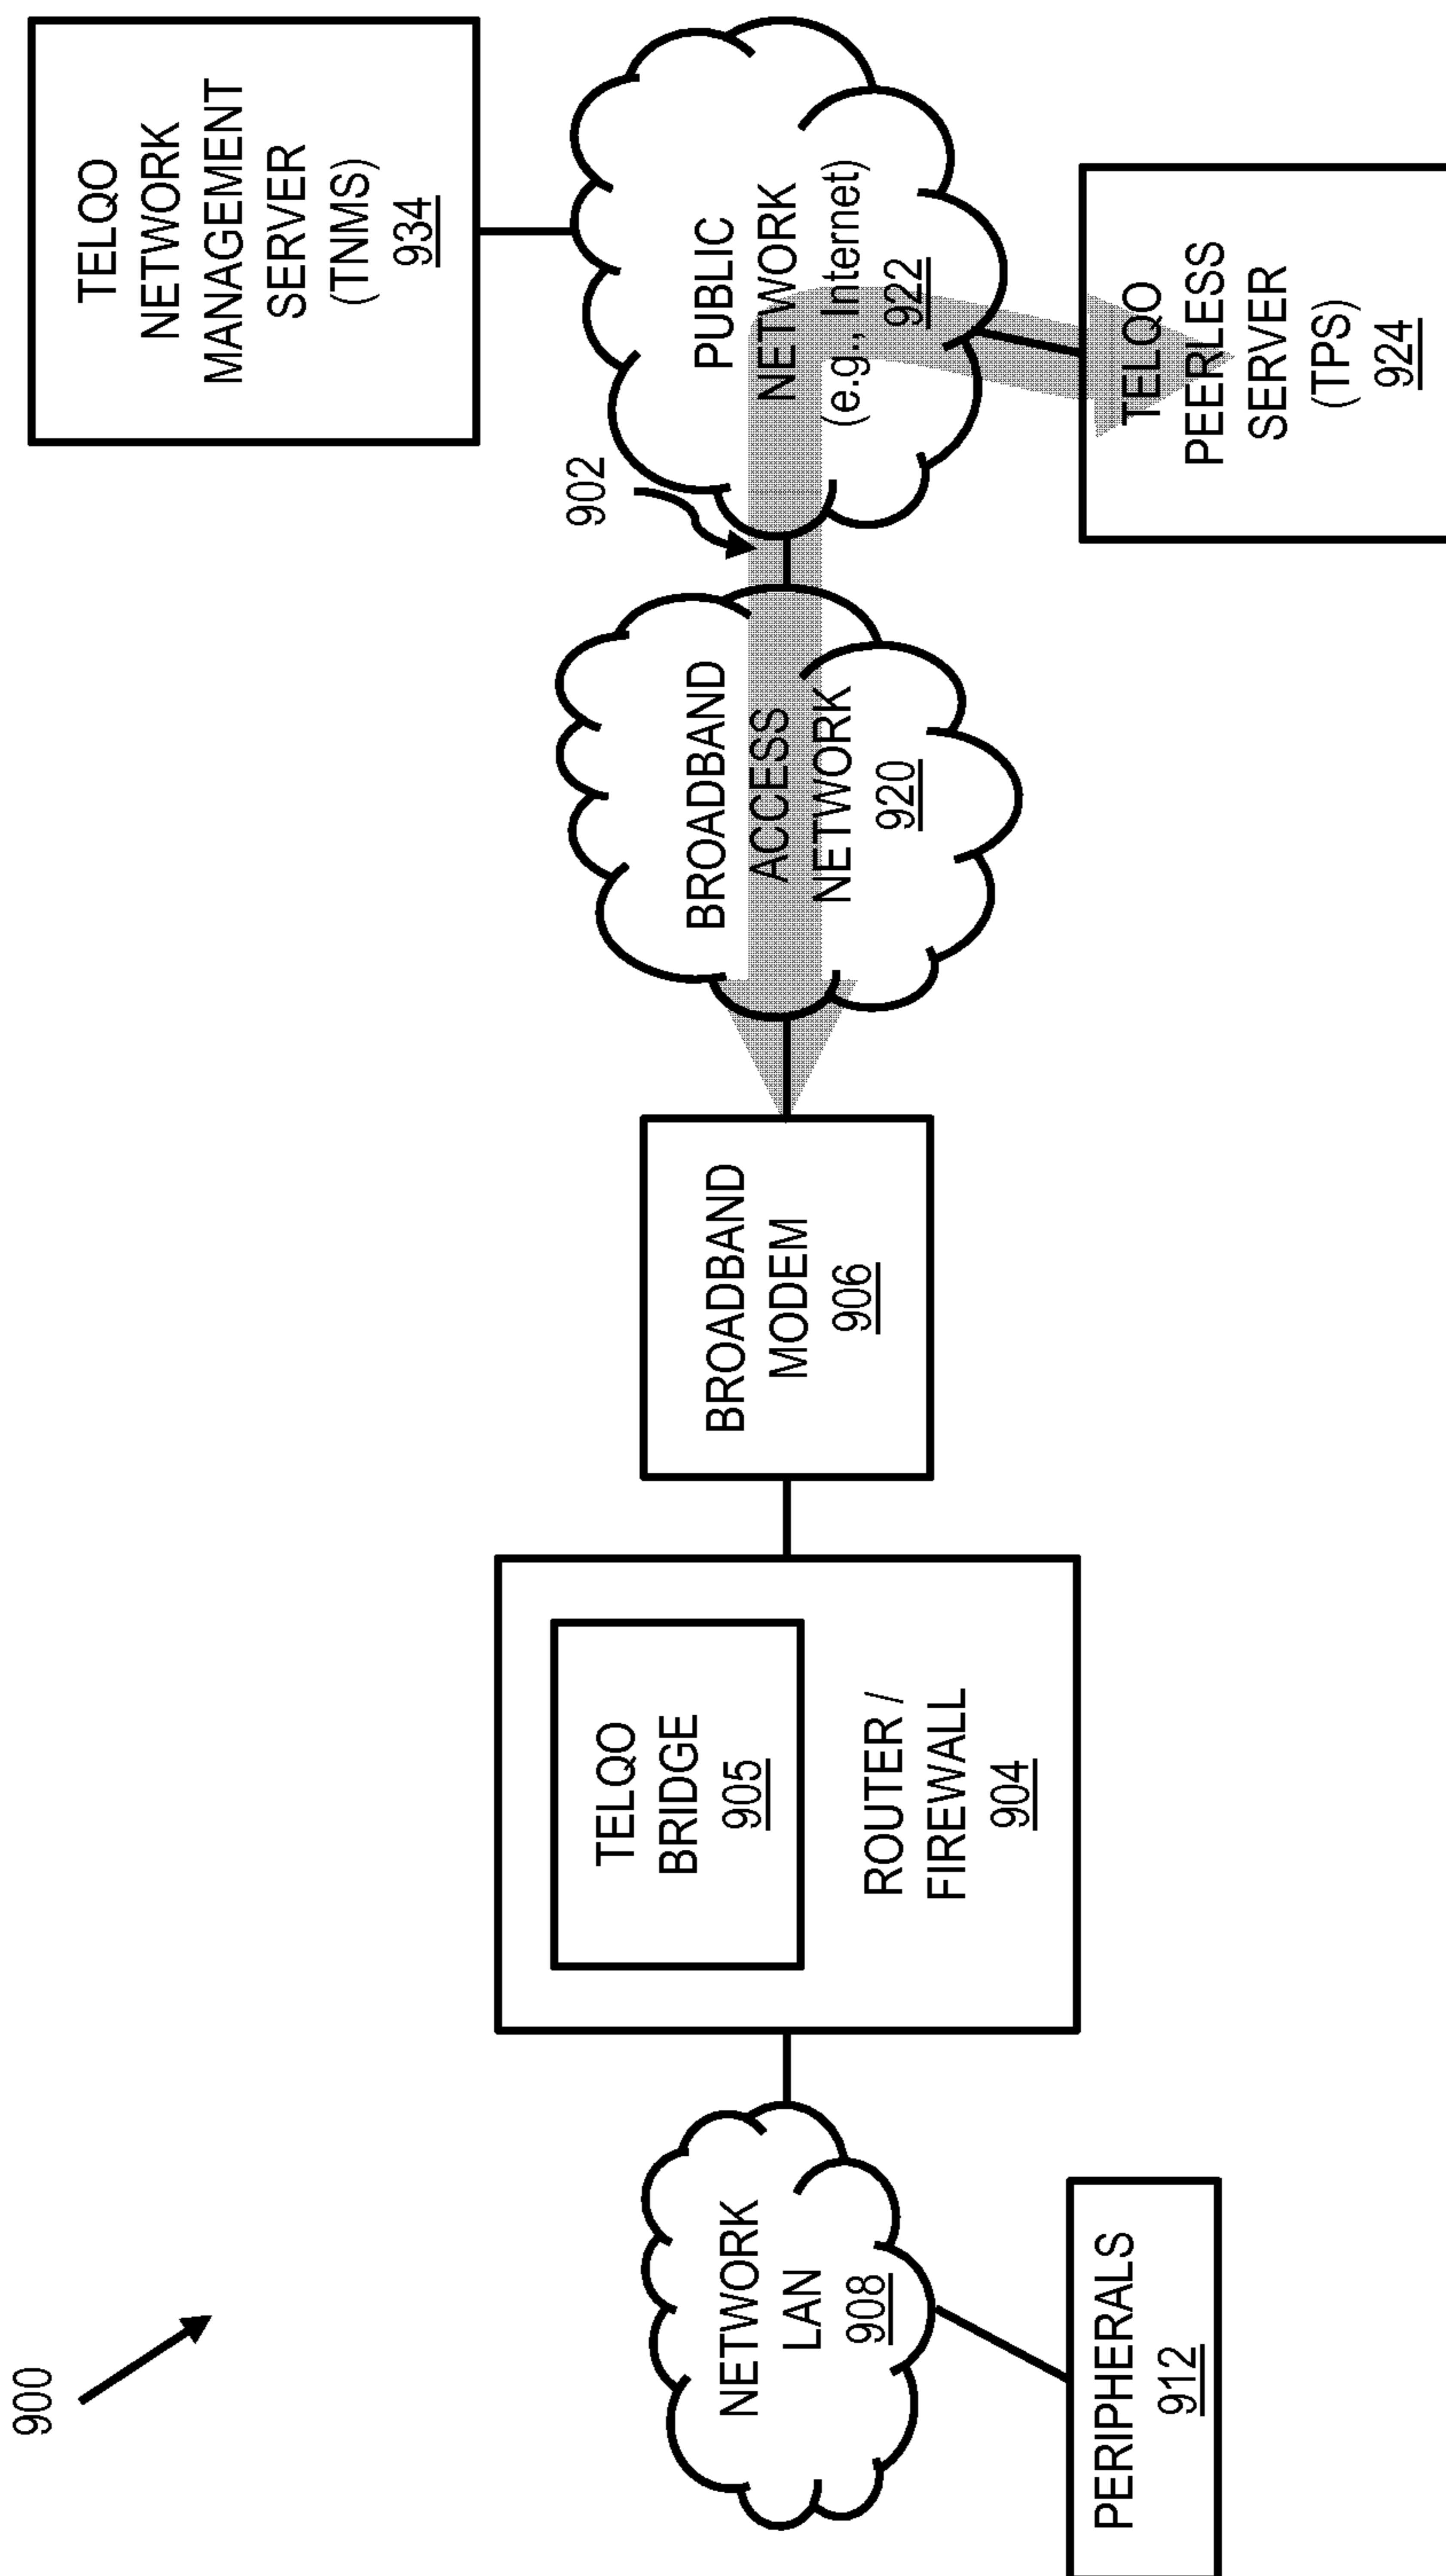 900
NETWORK
LAN
908
PERIPHERALS
912
TELQO
BRIDGE
905
ROUTER /
FIREWALL
904
BROADBAND
MODEM
906
BROADBAND
ACCESS
NETWORK
920
902
PUBLIC
NETWORK
(e.g., Internet)
922
TELQO
NETWORK
MANAGEMENT
SERVER
(TNMS)
934
TELQO
PEERLESS
SERVER
(TPS)
924